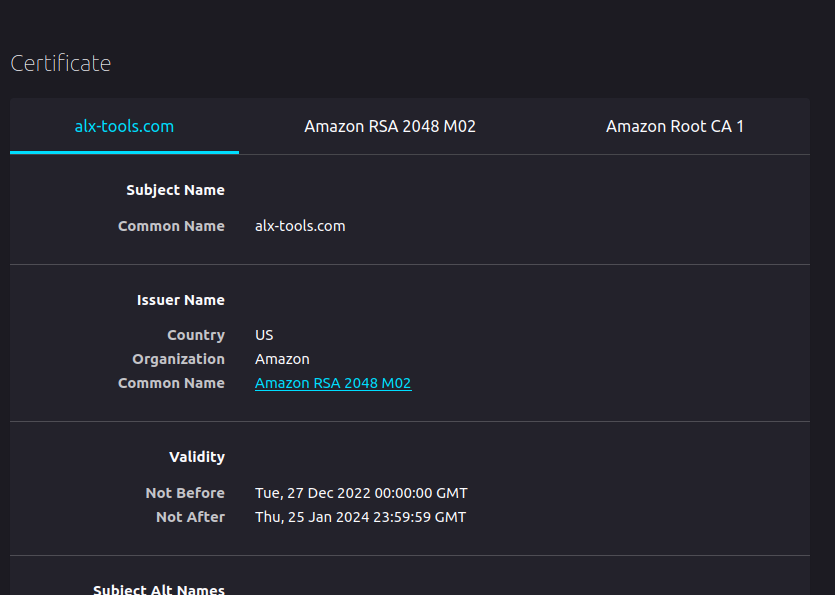 Certificate
alx-tools.com Amazon RSA 2048 M02 Amazon Root CA 1
Subject Name
Common Name alx-tools.com
Issuer Name
Country US
Organization Amazon
Common Name Amazon RSA 2048 M02
Validity
Not Before Tue, 27 Dec 2022 00:00:00 GMT
Not After Thu, 25 Jan 2024 23:59:59 GMT
Subject Alt Names